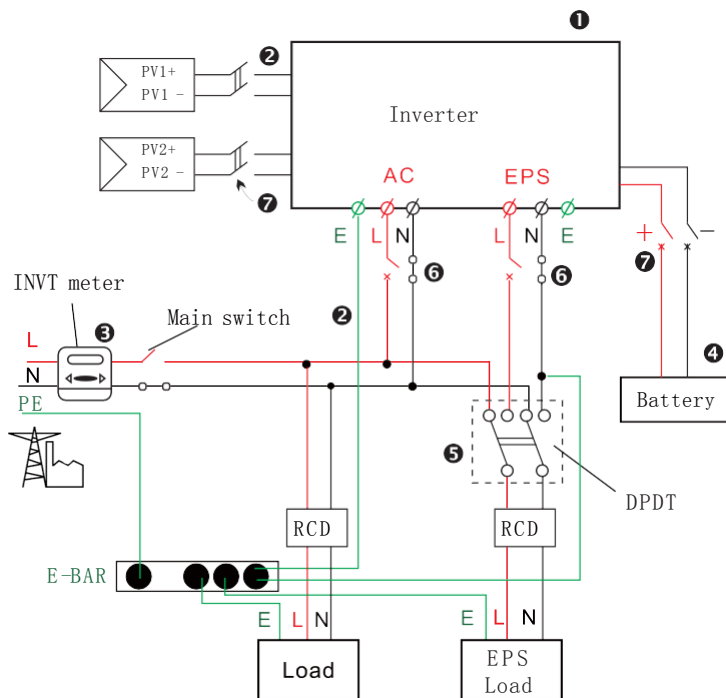 ❶
❷
PV1+
PV1 -
Inverter
PV2+
PV2 -
❼
AC
EPS
E
L
N
L
N
E
+
−
❻
❻
❼
INVT meter
❸
Main switch
❷
L
N
PE
❹
Battery
❺
DPDT
RCD
RCD
E-BAR
E
L
N
E
L
N
Load
EPS
Load